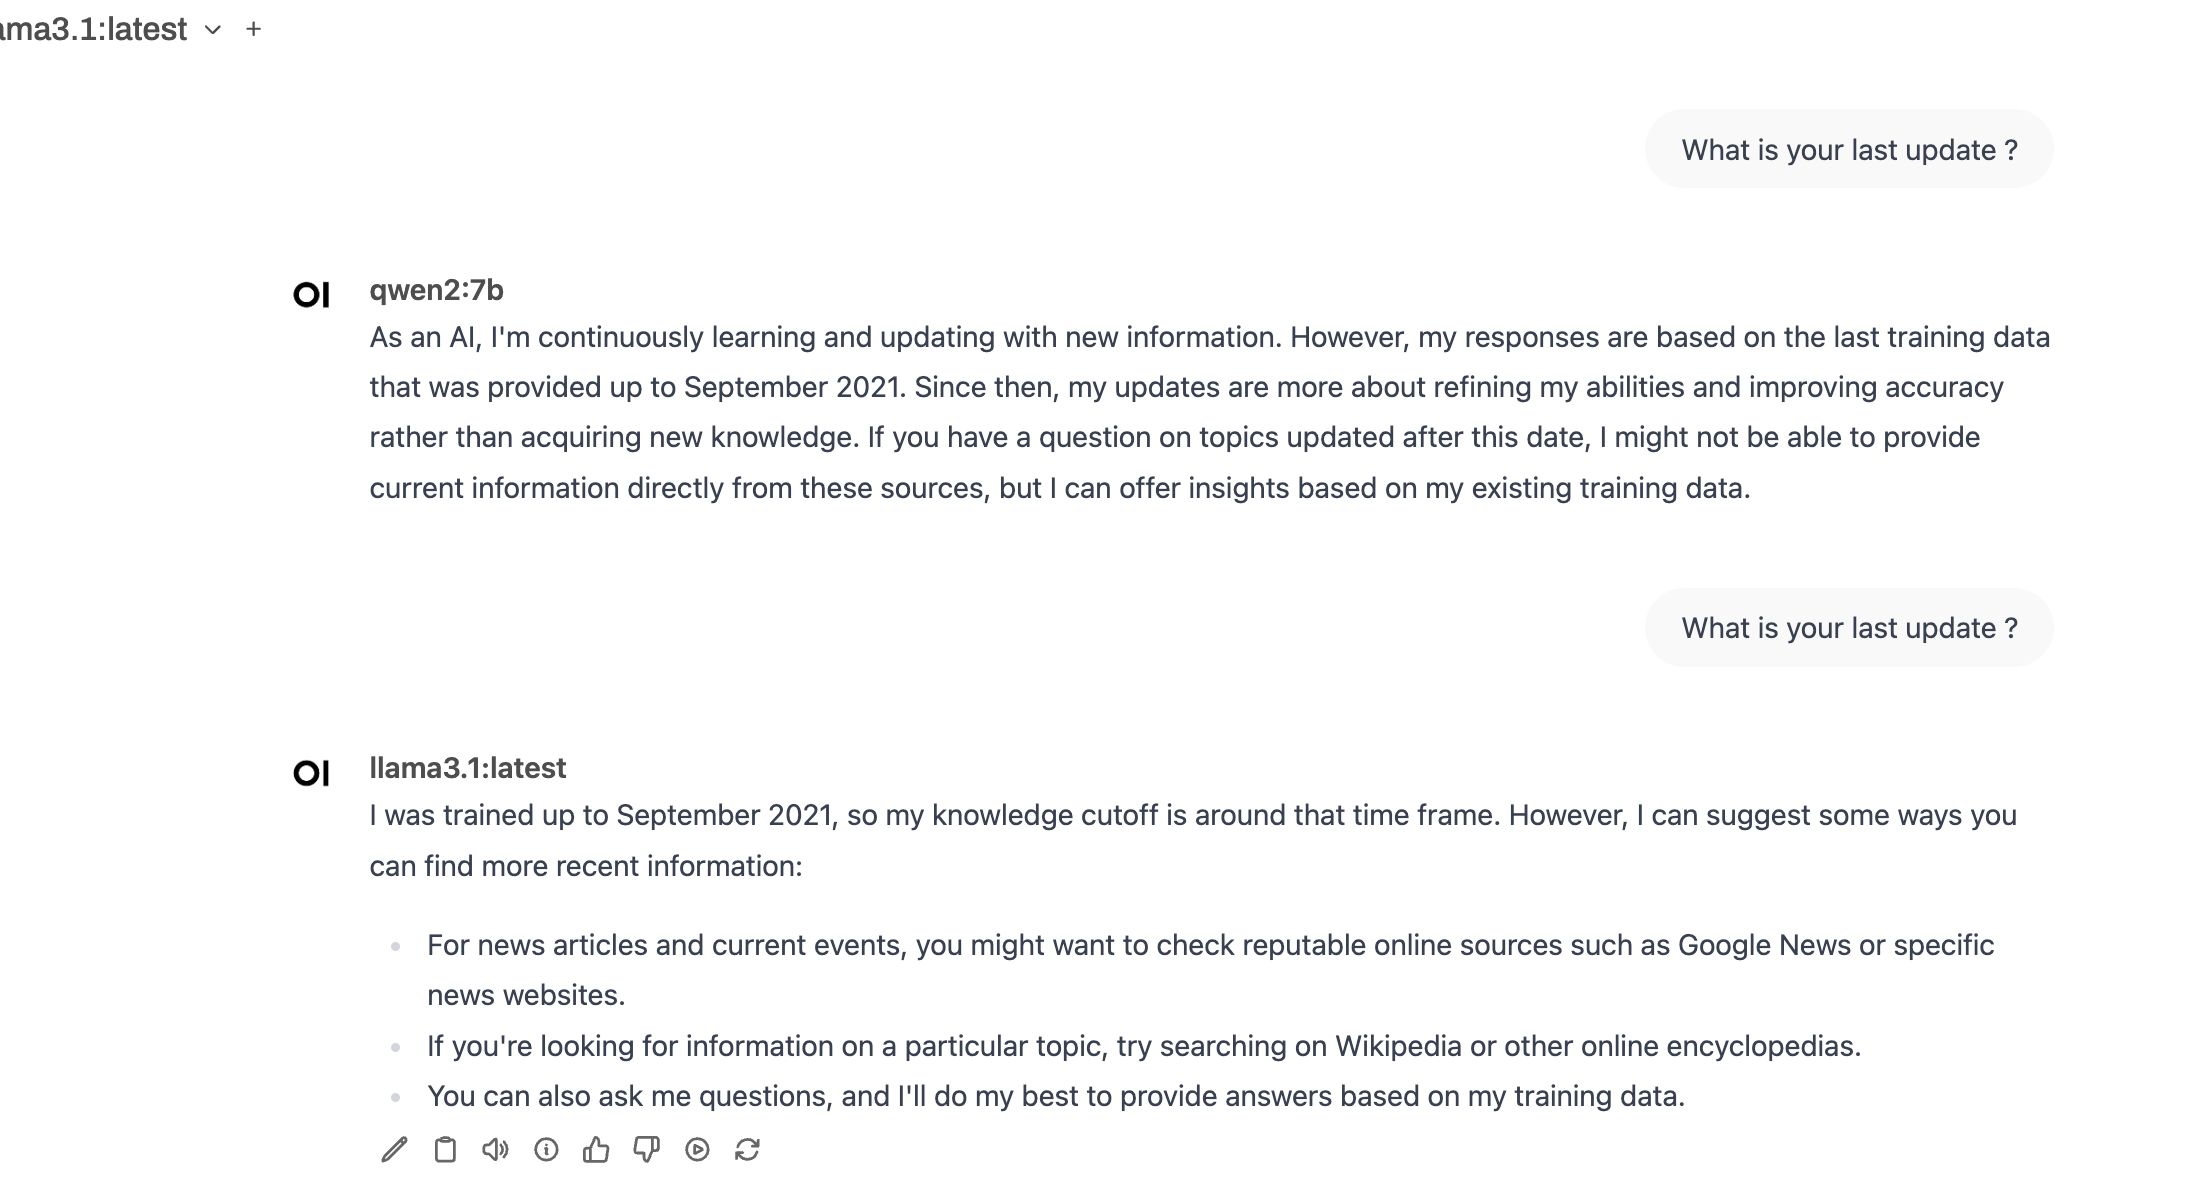 ama3.1:latest
What is your last update ?
OI qwen2:7b
As an AI, I'm continuously learning and updating with new information. However, my responses are based on the last training data
that was provided up to September 2021. Since then, my updates are more about refining my abilities and improving accuracy
rather than acquiring new knowledge. If you have a question on topics updated after this date, I might not be able to provide
current information directly from these sources, but I can offer insights based on my existing training data.
What is your last update ?
OI llama3.1:latest
I was trained up to September 2021, so my knowledge cutoff is around that time frame. However, I can suggest some ways you
can find more recent information:
For news articles and current events, you might want to check reputable online sources such as Google News or specific
news websites.
If you're looking for information on a particular topic, try searching on Wikipedia or other online encyclopedias.
You can also ask me questions, and I'll do my best to provide answers based on my training data.